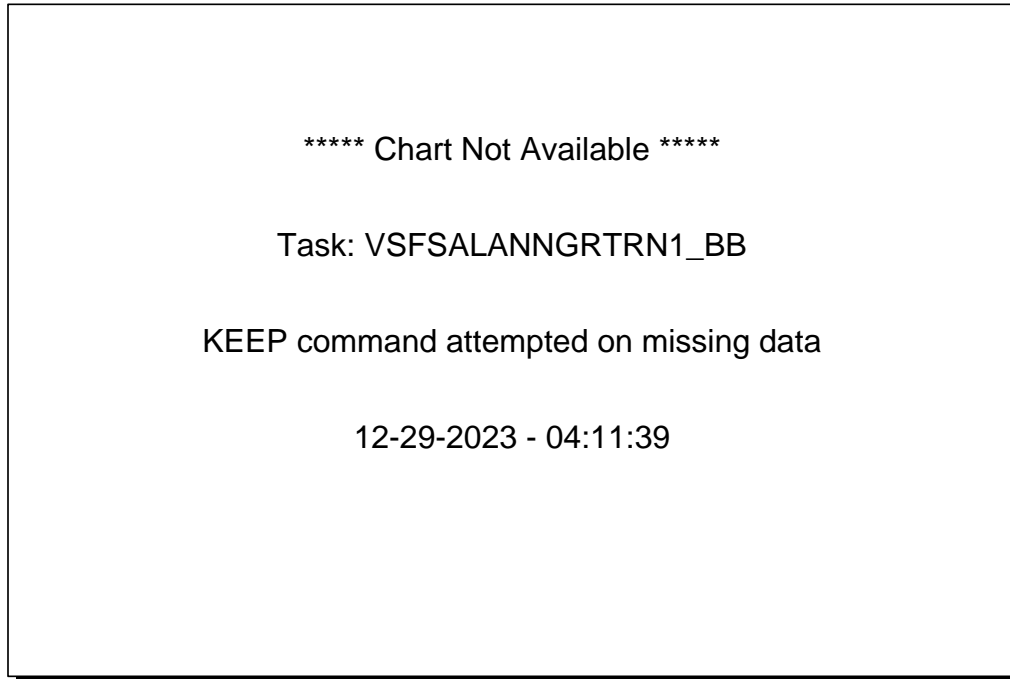 ***** Chart Not Available *****
Task: VSFSALANNGRTRN1_BB
KEEP command attempted on missing data
12-29-2023 - 04:11:39